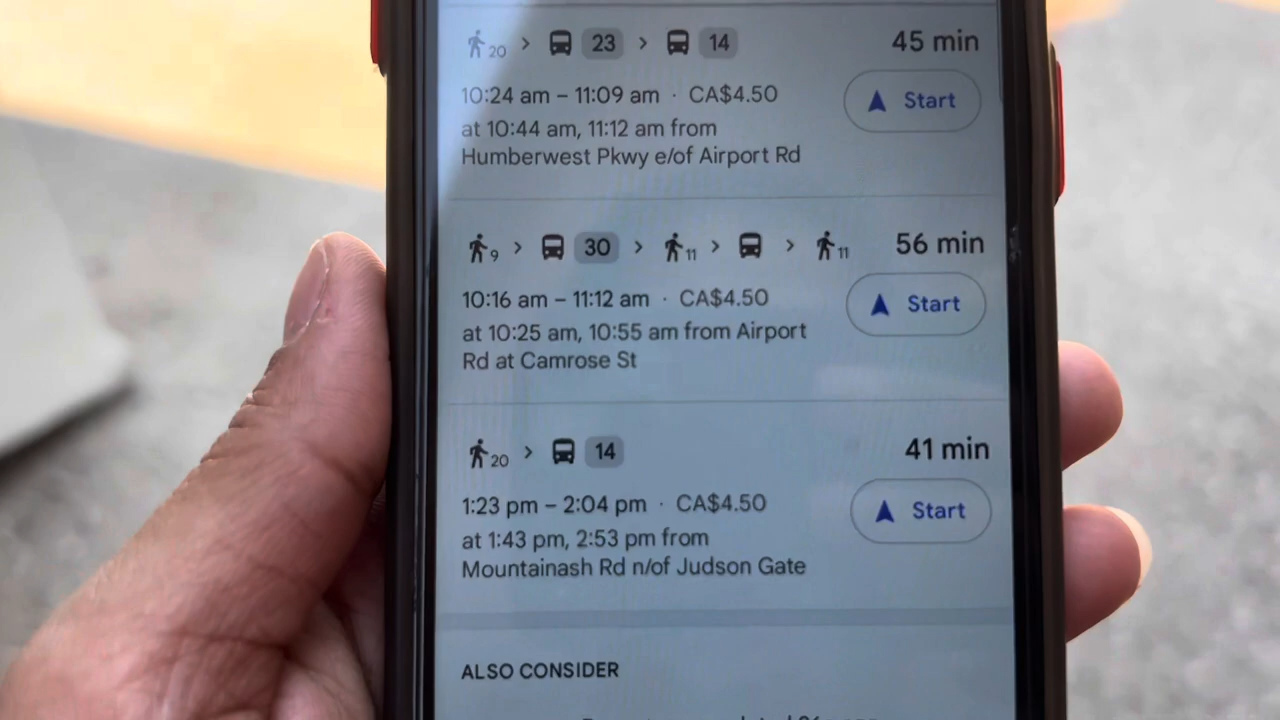 20 > 23 > 14 45 min
10:24 am – 11:09 am · CA$4.50 Start
at 10:44 am, 11:12 am from
Humberwest Pkwy e/of Airport Rd
9 > 30 > 11 > > 11 56 min
10:16 am – 11:12 am · CA$4.50 Start
at 10:25 am, 10:55 am from Airport
Rd at Camrose St
20 > 14 41 min
1:23 pm – 2:04 pm · CA$4.50 Start
at 1:43 pm, 2:53 pm from
Mountainash Rd n/of Judson Gate
ALSO CONSIDER